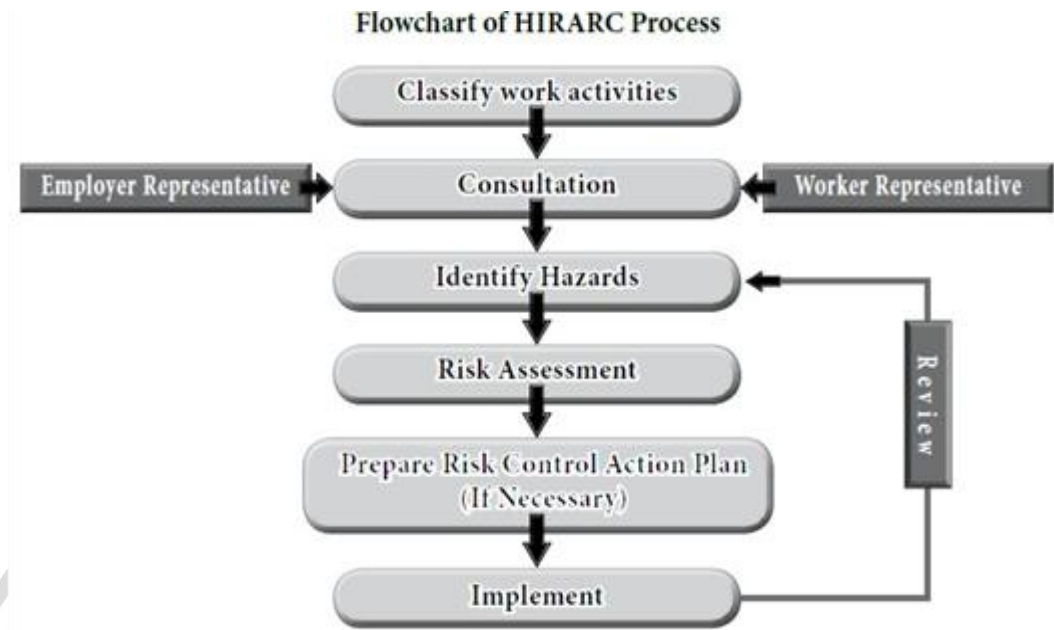 Flowchart of HIRARC Process
Classify work activities
Employer Representative
Consultation
Worker Representative
Identify Hazards
Risk Assessment
Review
Prepare Risk Control Action Plan
(If Necessary)
Implement